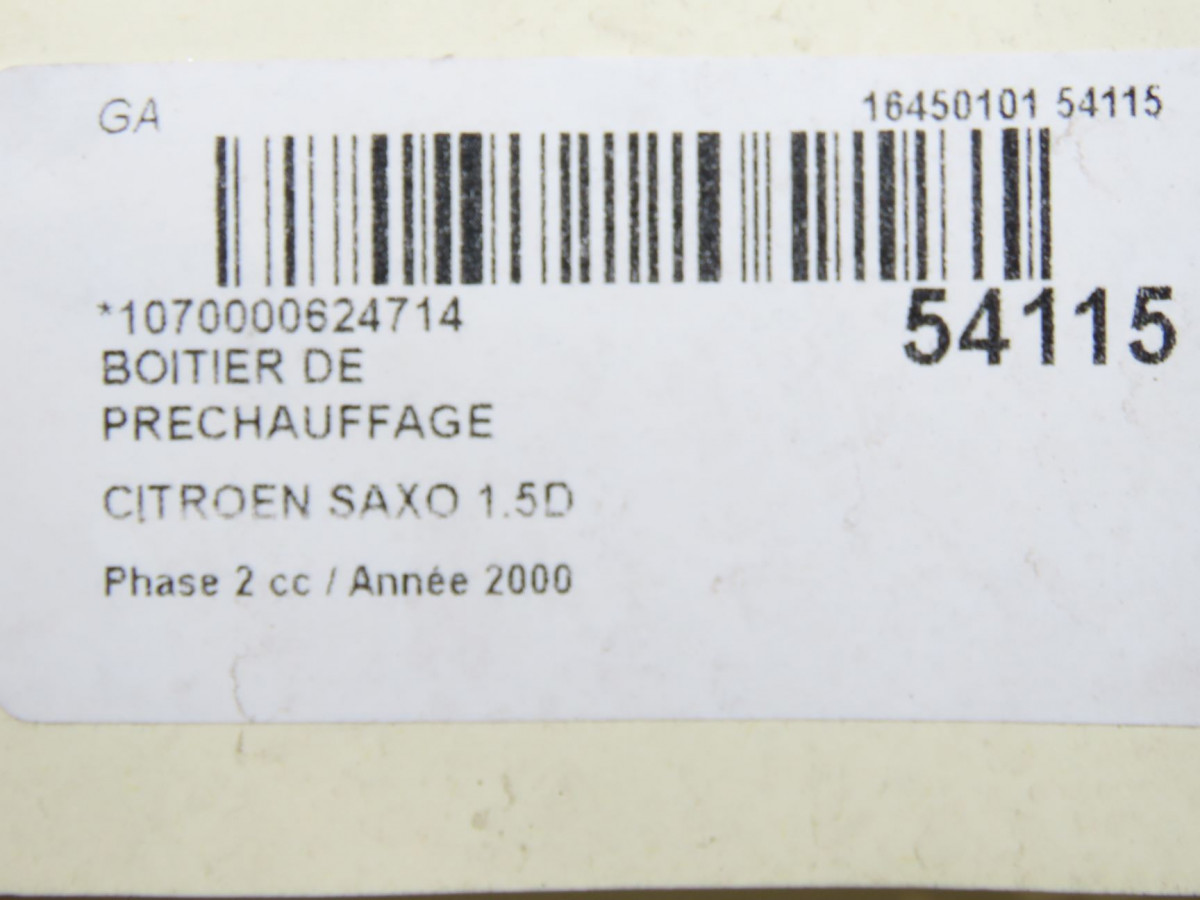 GA
16450101 54115
*1070000624714
54115
BOITIER DE
PRECHAUFFAGE
CITROEN SAXO 1.5D
Phase 2 cc / Année 2000